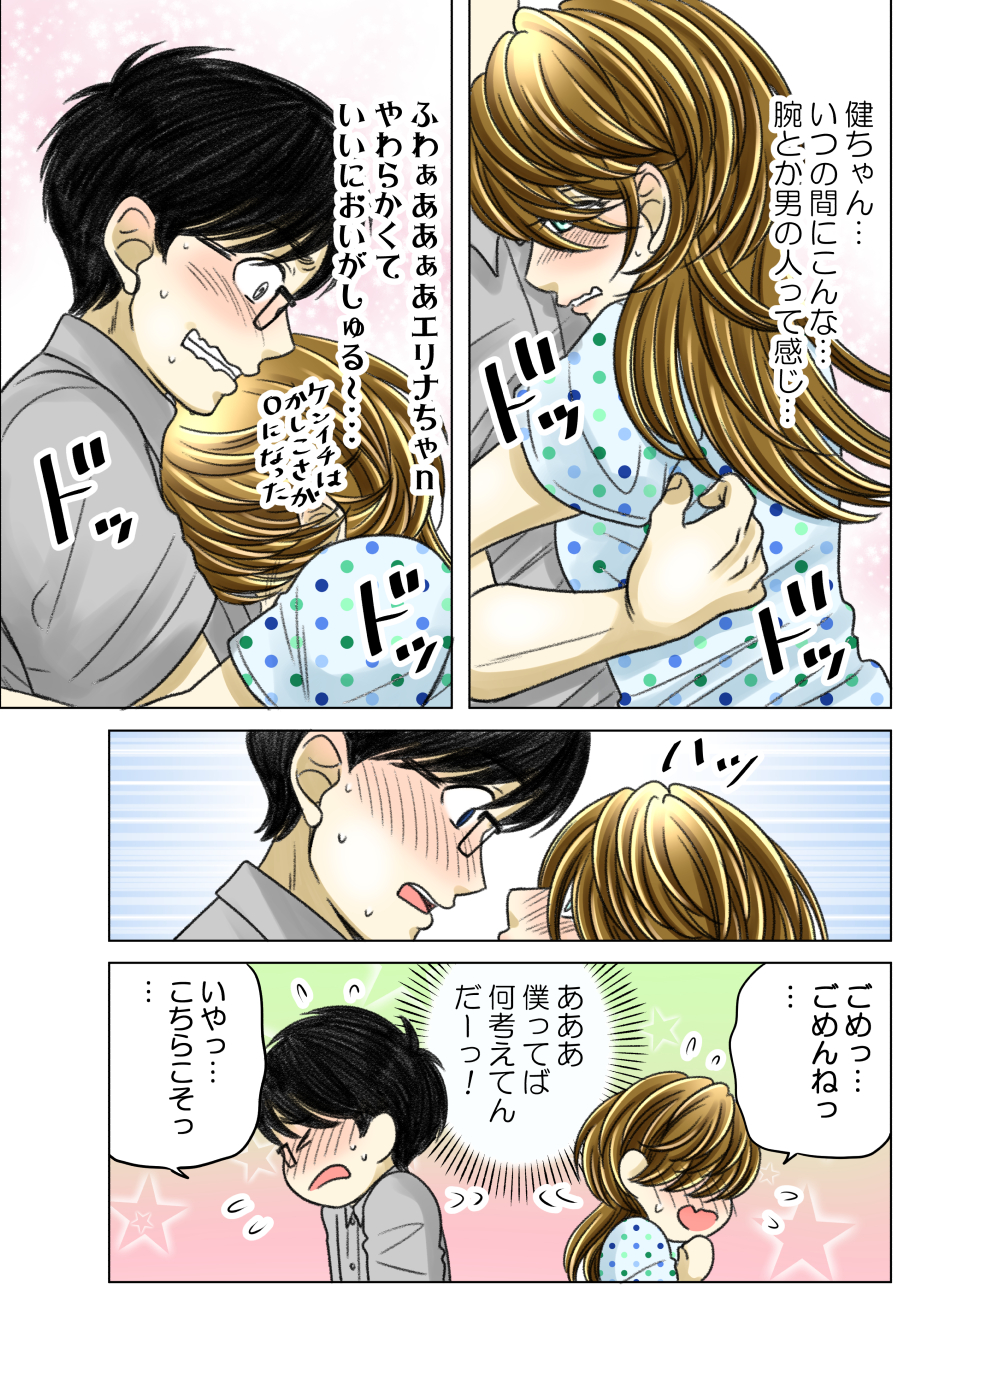 健ちゃん…
いつの間にこんな…
腕とか男の人って感じ…
ドッ
ドッ
ふわぁあああぁあエリナちゃn
やわらかくて
いいにおいがしゅる～……
ケンイチは
かしこさが
0になった
ドッ
ドッ
ハッ
ごめっ…
ごめんねっ
…
あああ
僕ってば
何考えてん
だーっ！
いやっ…
こちらこそっ
…